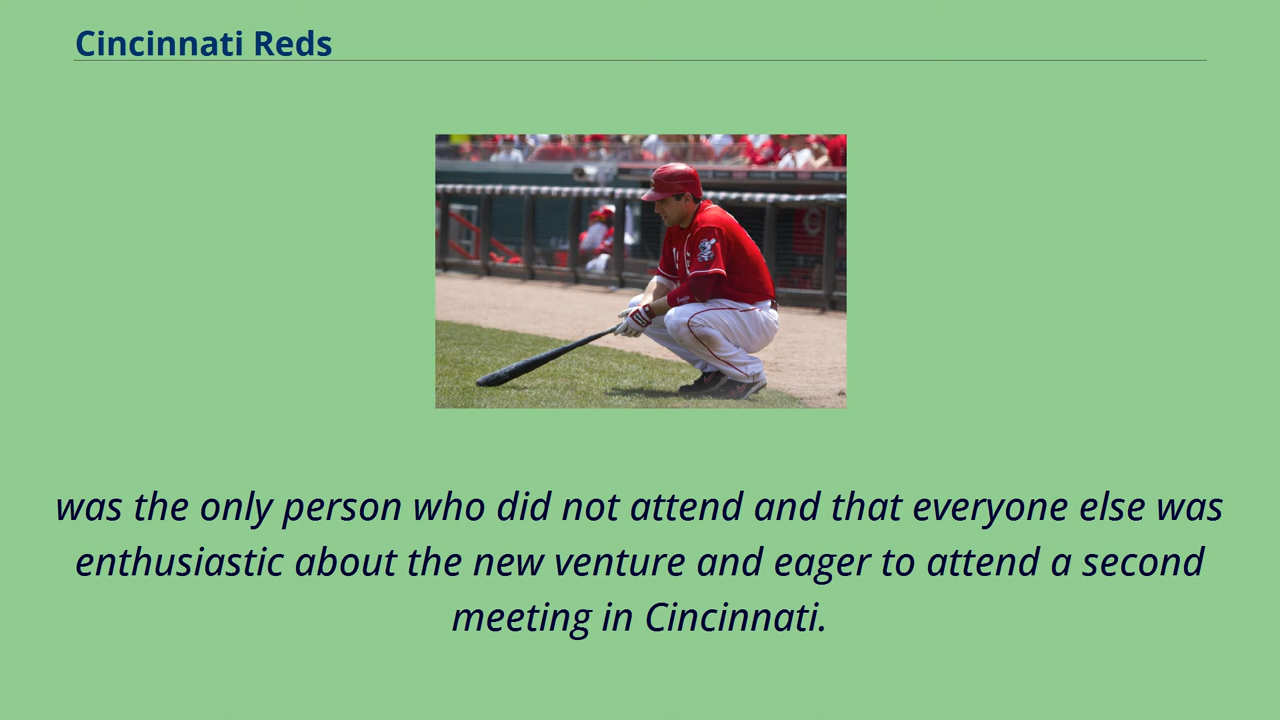 Cincinnati Reds
was the only person who did not attend and that everyone else was
enthusiastic about the new venture and eager to attend a second
meeting in Cincinnati.